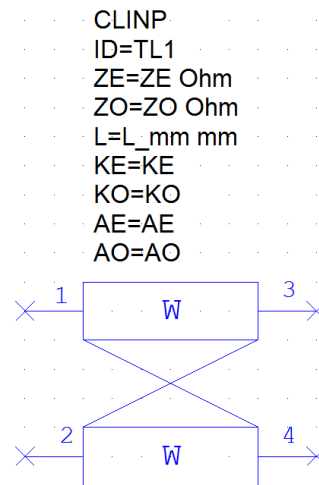 CLINP
ID=TL1
ZE=ZE Ohm
ZO=ZO Ohm
L=L_mm mm
KE=KE
KO=KO
AE=AE
AO=AO
1 W 3
2 W 4